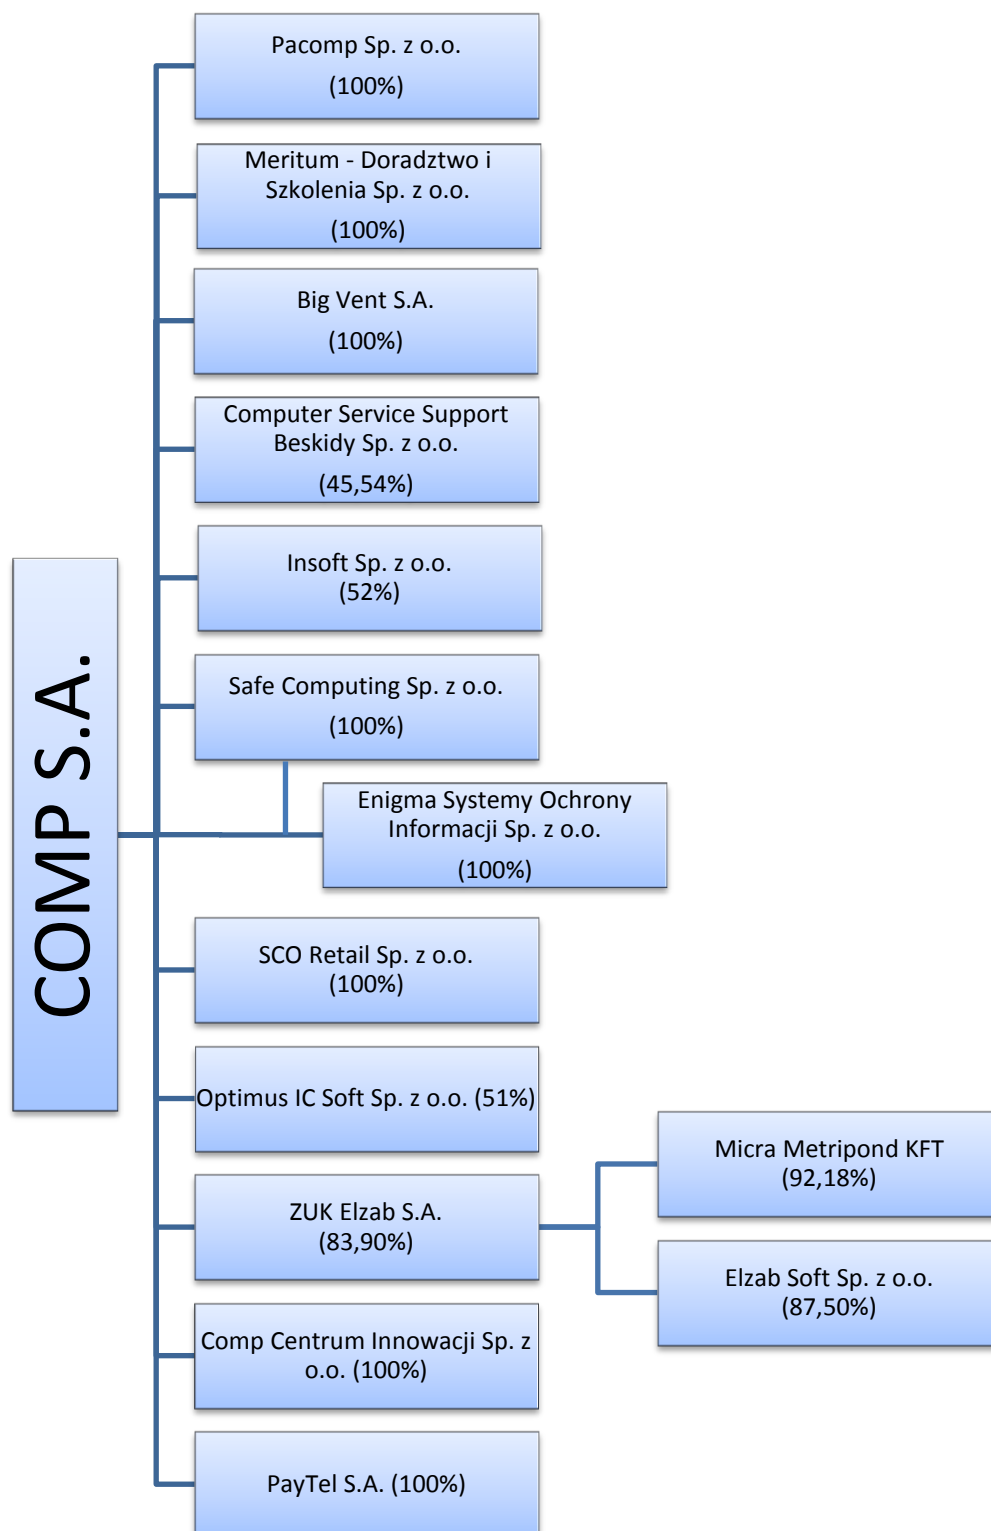 COMP S.A.
Pacomp Sp. z o.o.
(100%)
Meritum - Doradztwo i
Szkolenia Sp. z o.o.
(100%)
Big Vent S.A.
(100%)
Computer Service Support
Beskidy Sp. z o.o.
(45,54%)
Insoft Sp. z o.o.
(52%)
Safe Computing Sp. z o.o.
(100%)
Enigma Systemy Ochrony
Informacji Sp. z o.o.
(100%)
SCO Retail Sp. z o.o.
(100%)
Optimus IC Soft Sp. z o.o. (51%)
ZUK Elzab S.A.
(83,90%)
Micra Metripond KFT
(92,18%)
Elzab Soft Sp. z o.o.
(87,50%)
Comp Centrum Innowacji Sp. z
o.o. (100%)
PayTel S.A. (100%)